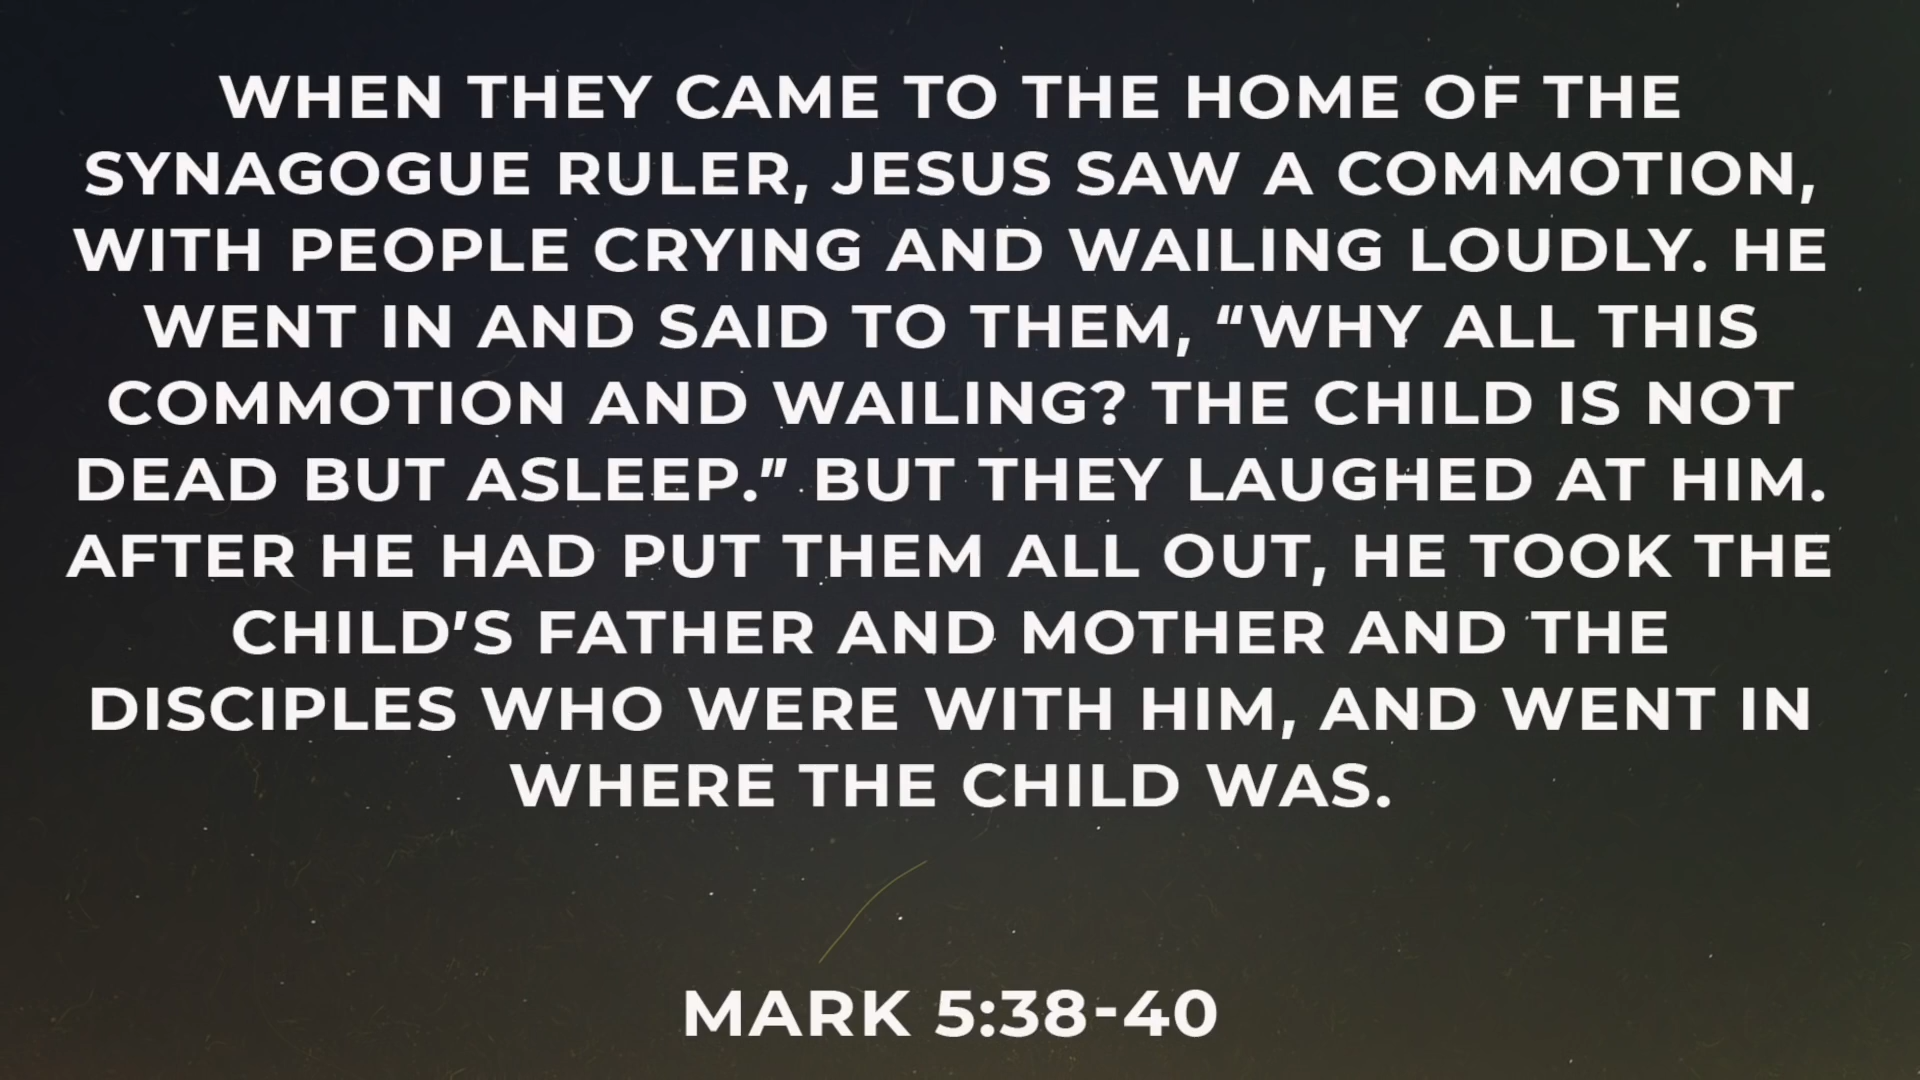 WHEN THEY CAME TO THE HOME OF THE
SYNAGOGUE RULER, JESUS SAW A COMMOTION,
WITH PEOPLE CRYING AND WAILING LOUDLY. HE
WENT IN AND SAID TO THEM, “WHY ALL THIS
COMMOTION AND WAILING? THE CHILD IS NOT
DEAD BUT ASLEEP.” BUT THEY LAUGHED AT HIM.
AFTER HE HAD PUT THEM ALL OUT, HE TOOK THE
CHILD’S FATHER AND MOTHER AND THE
DISCIPLES WHO WERE WITH HIM, AND WENT IN
WHERE THE CHILD WAS.
MARK 5:38-40